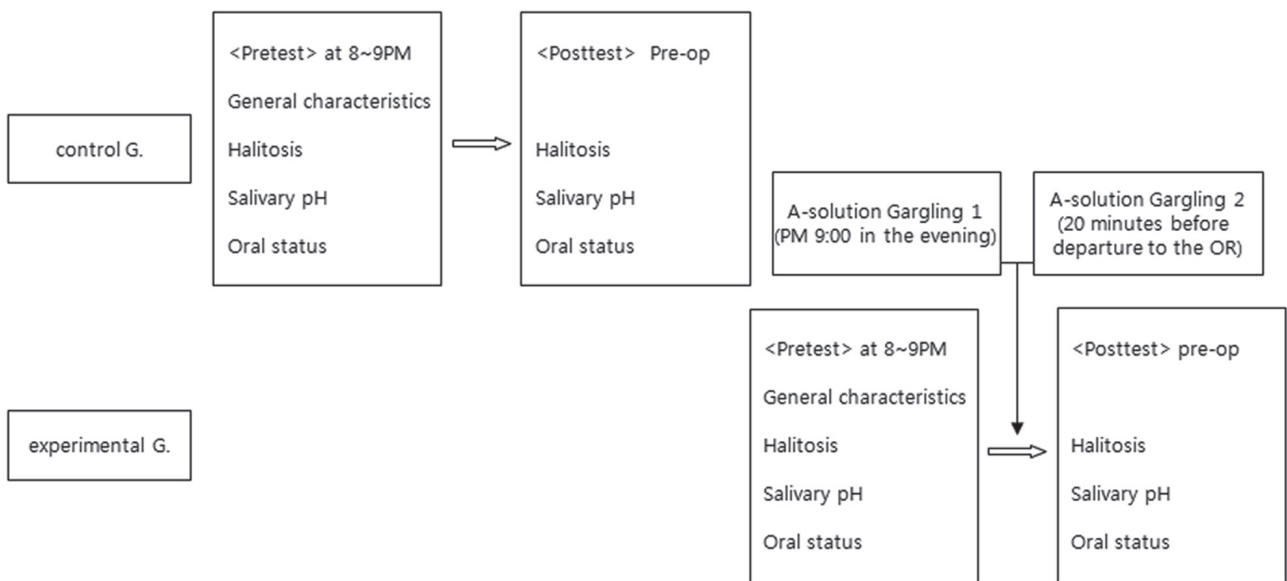 control G.
<Pretest> at 8~9PM
General characteristics
Halitosis
Salivary pH
Oral status
<Posttest> Pre-op
Halitosis
Salivary pH
Oral status
A-solution Gargling 1
(PM 9:00 in the evening)
A-solution Gargling 2
(20 minutes before
departure to the OR)
experimental G.
<Pretest> at 8~9PM
General characteristics
Halitosis
Salivary pH
Oral status
<Posttest> pre-op
Halitosis
Salivary pH
Oral status